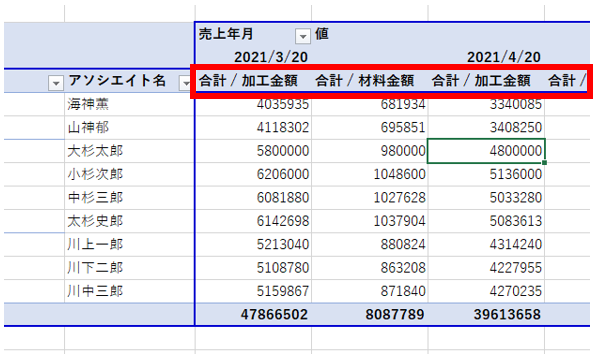 売上年月 値
2021/3/20 2021/4/20
アソシエイト名 合計 / 加工金額 合計 / 材料金額 合計 / 加工金額 合計 /
海神薫 4035935 681934 3340085
山神郁 4118302 695851 3408250
大杉太郎 5800000 980000 4800000
小杉次郎 6206000 1048600 5136000
中杉三郎 6081880 1027628 5033280
太杉史郎 6142698 1037904 5083613
川上一郎 5213040 880824 4314240
川下二郎 5108780 863208 4227955
川中三郎 5159867 871840 4270235
47866502 8087789 39613658